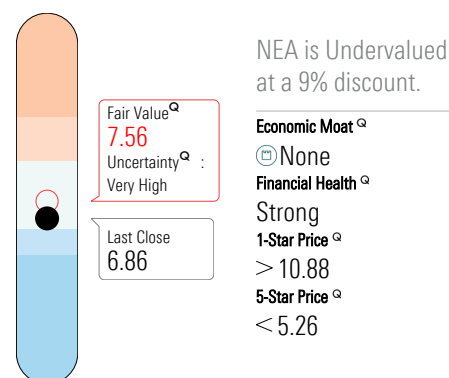 Fair Value Q
7.56
Uncertainty Q :
Very High
Last Close
6.86
NEA is Undervalued
at a 9% discount.
Economic Moat Q
None
Financial Health Q
Strong
1-Star Price Q
> 10.88
5-Star Price Q
< 5.26